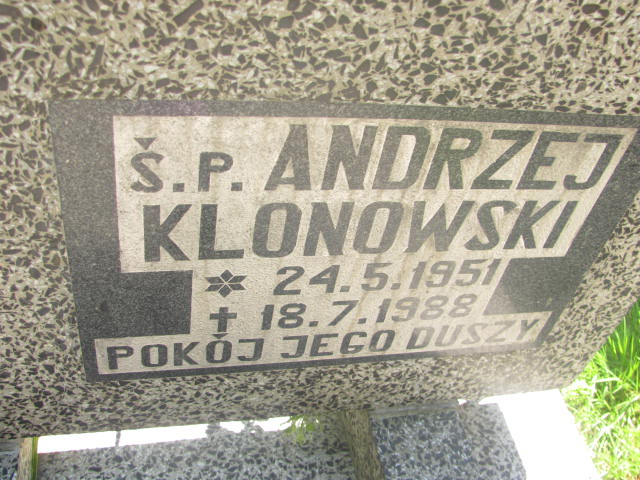 Š.P. ANDRZEJ
KLONOWSKI
* 24.5.1951
✝ 18.7.1988
POKÓJ JEGO DUSZY